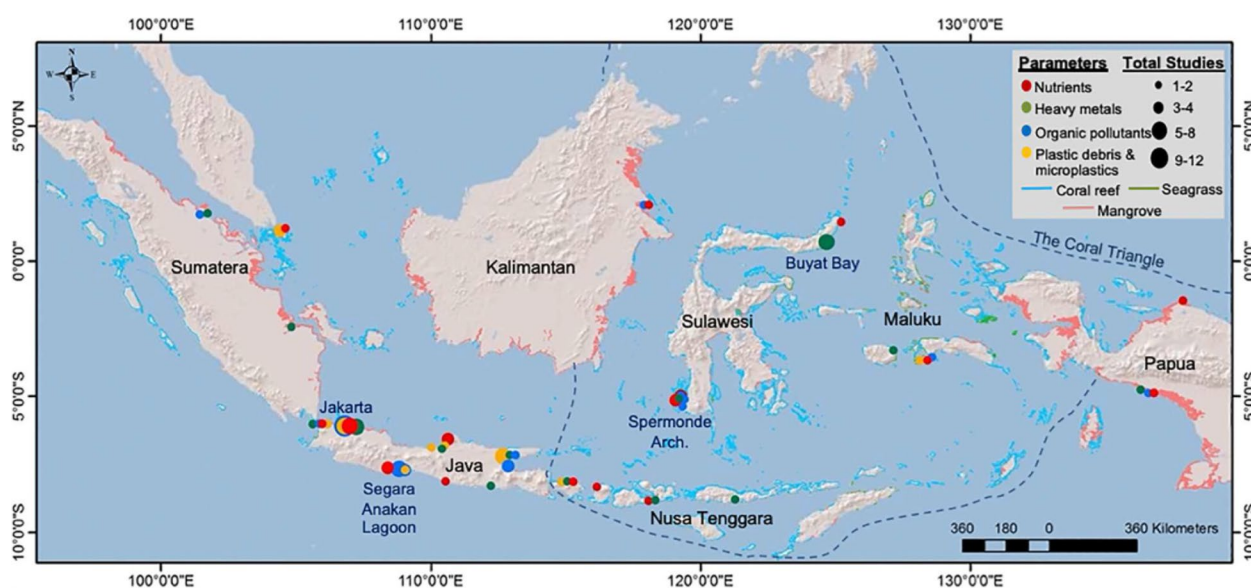 100°0'0"E 110°0'0"E 120°0'0"E 130°0'0"E
N
W E
S
Parameters Total Studies
Nutrients 1-2
Heavy metals 3-4
Organic pollutants 5-8
Plastic debris & microplastics 9-12
Coral reef Seagrass
Mangrove
5°0'0"N 5°0'0"N
The Coral Triangle
Buyat Bay
0°0'0" 0°0'0"
Sumatera Kalimantan
Sulawesi Maluku
Papua
5°0'0"S 5°0'0"S
Jakarta
Spermonde
Arch.
Java
Segara
Anakan
Lagoon
Nusa Tenggara
360 180 0 360 Kilometers
10°0'0"S 10°0'0"S
100°0'0"E 110°0'0"E 120°0'0"E 130°0'0"E